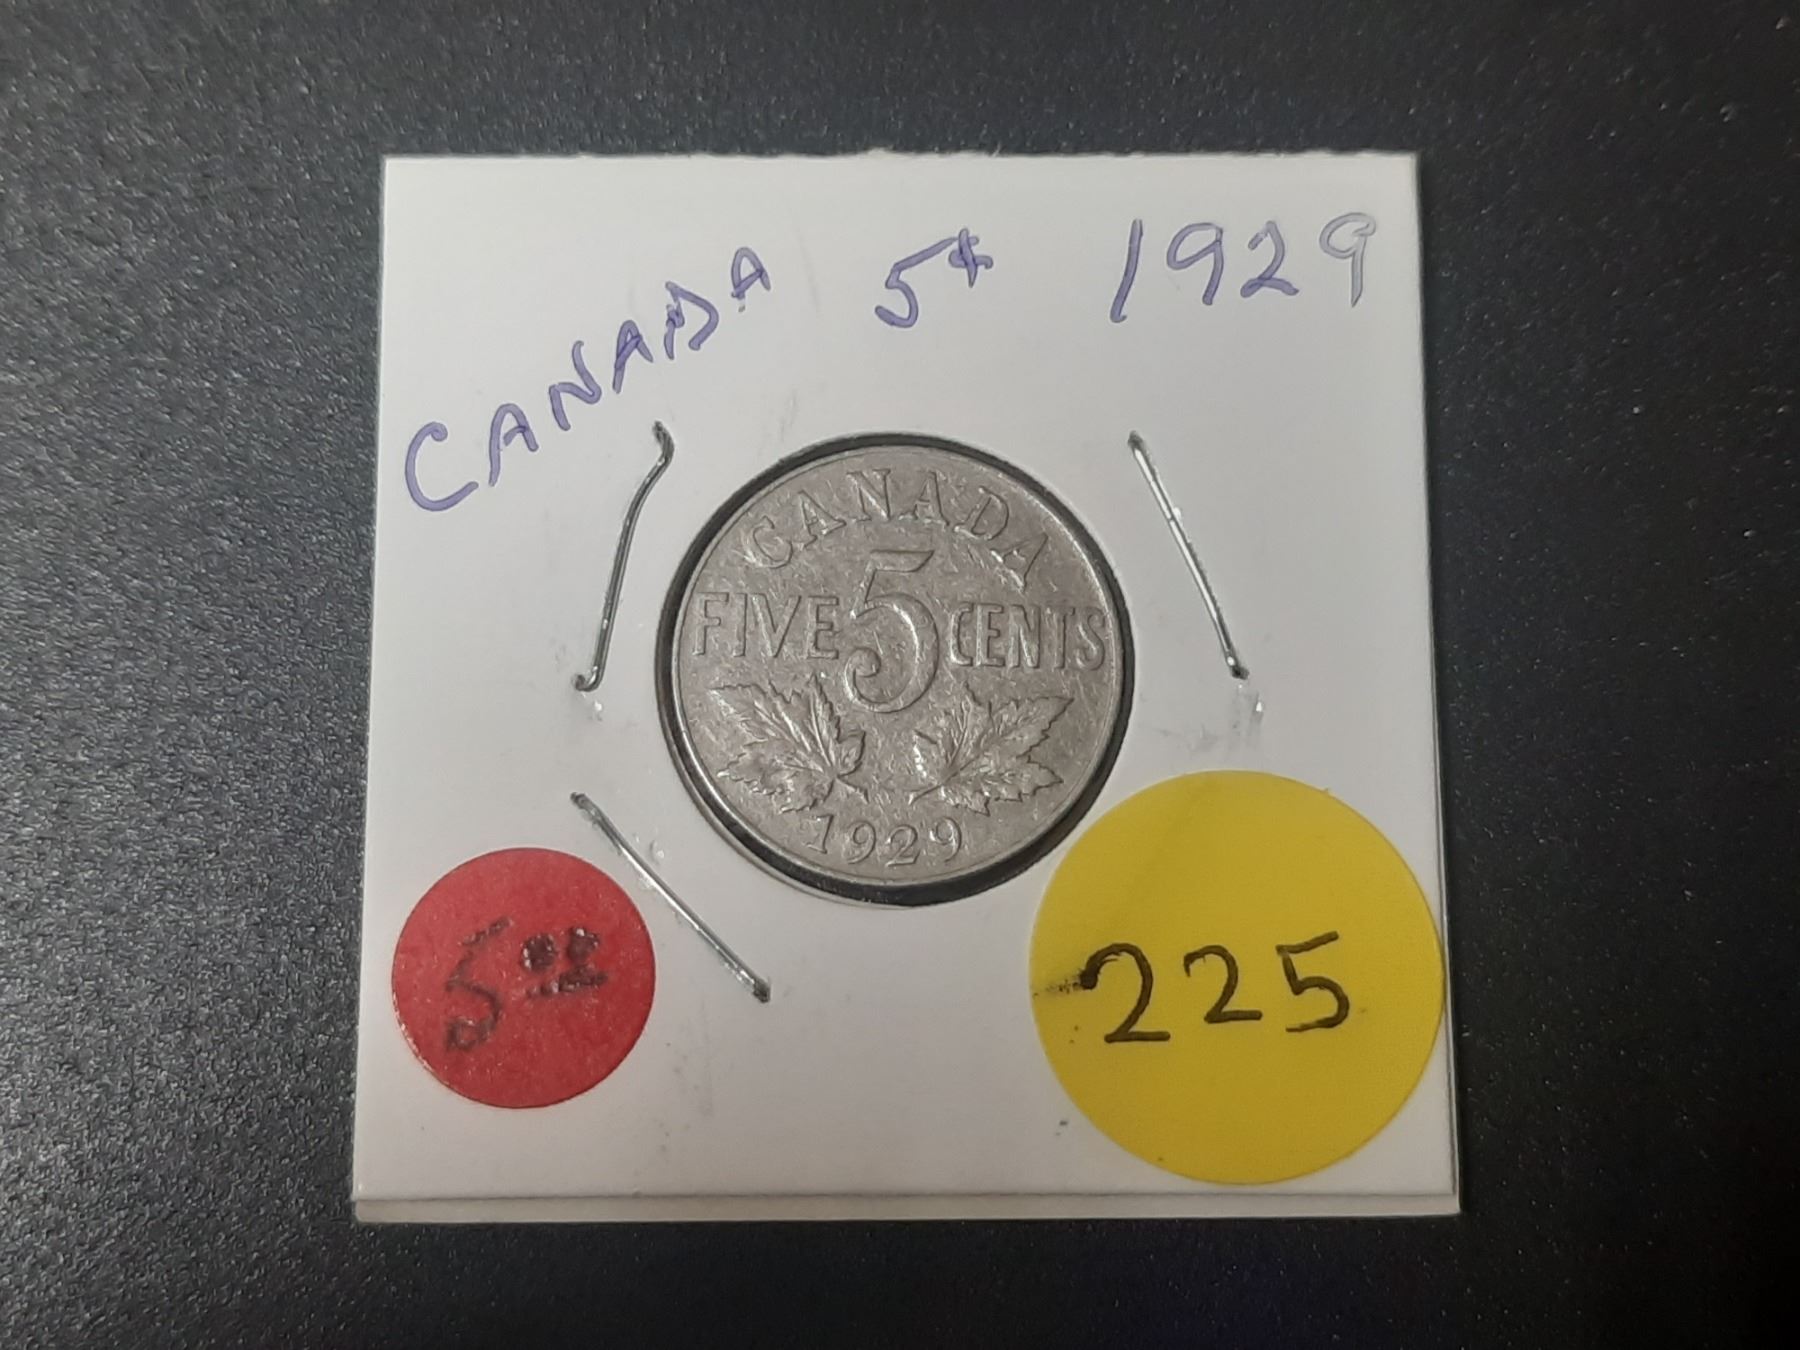 CANADA 5¢ 1929
CANADA
FIVE 5 CENTS
1929
5.00
225